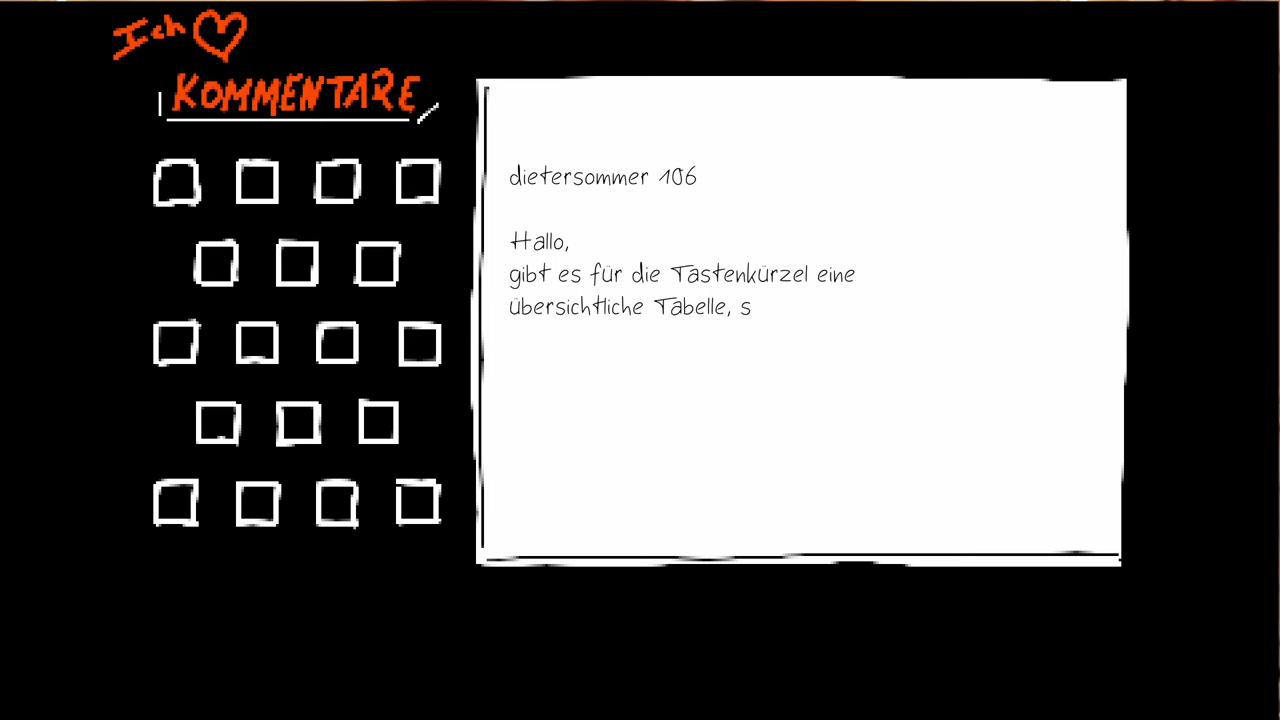 Ich ♡
KOMMENTARE
dietersommer 106
Hallo,
gibt es für die Tastenkürzel eine
übersichtliche Tabelle, s